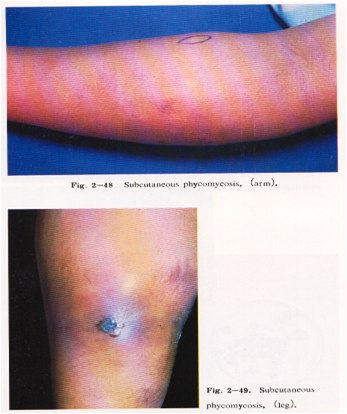 Fig. 2—48 Subcutaneous phycomycosis, (arm).
Fig. 2—49. Subcutaneous
phycomycosis, (leg).